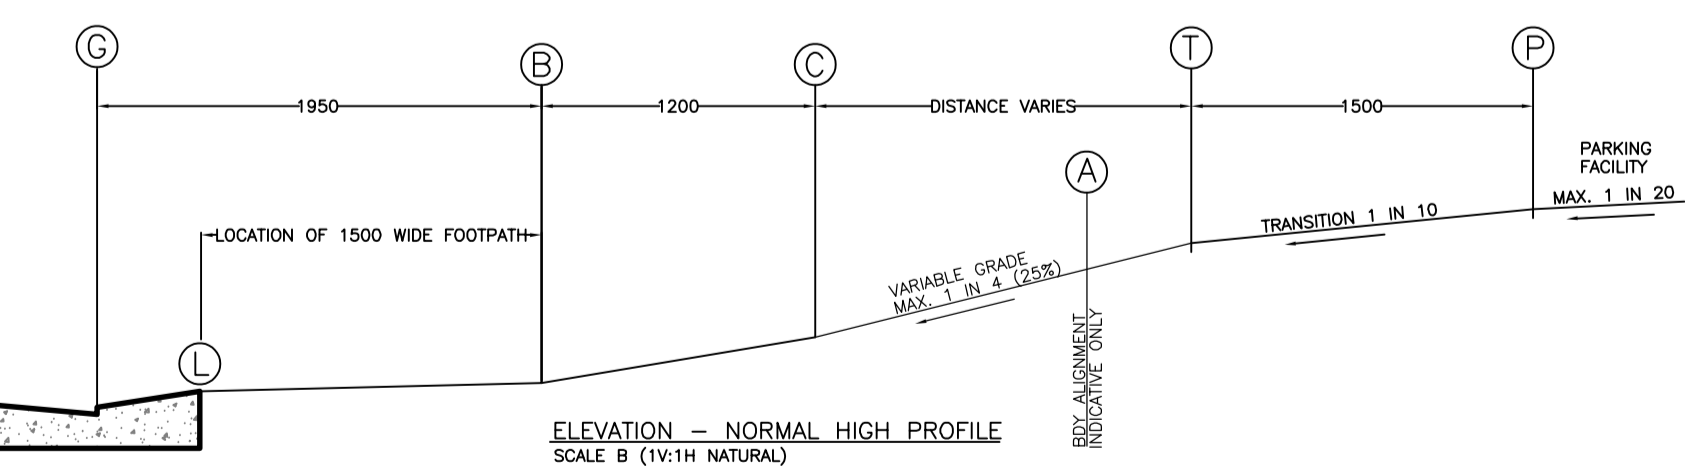 G
B
C
T
P
1950
1200
DISTANCE VARIES
1500
A
PARKING
FACILITY
MAX. 1 IN 20
TRANSITION 1 IN 10
LOCATION OF 1500 WIDE FOOTPATH
VARIABLE GRADE
MAX. 1 IN 4 (25%)
L
BDY ALIGNMENT
INDICATIVE ONLY
ELEVATION – NORMAL HIGH PROFILE
SCALE B (1V:1H NATURAL)